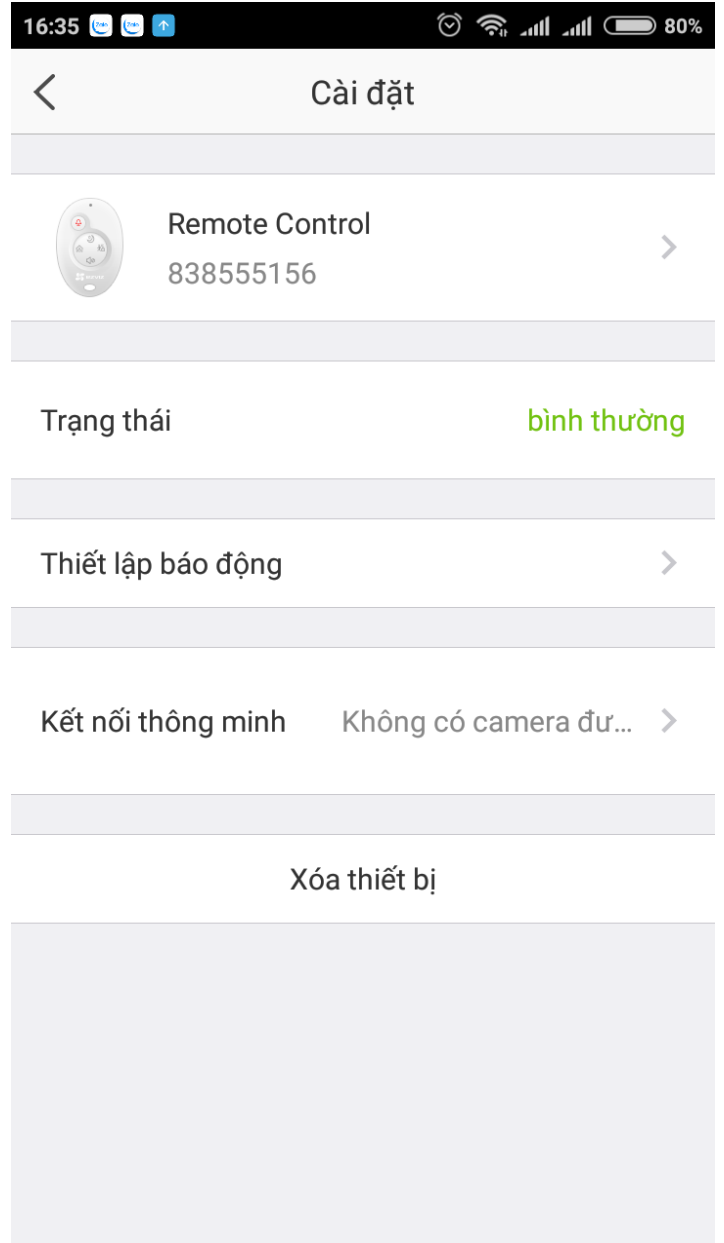 16:35 80%
Cài đặt
Remote Control
838555156
Trạng thái bình thường
Thiết lập báo động
Kết nối thông minh Không có camera đư...
Xóa thiết bị